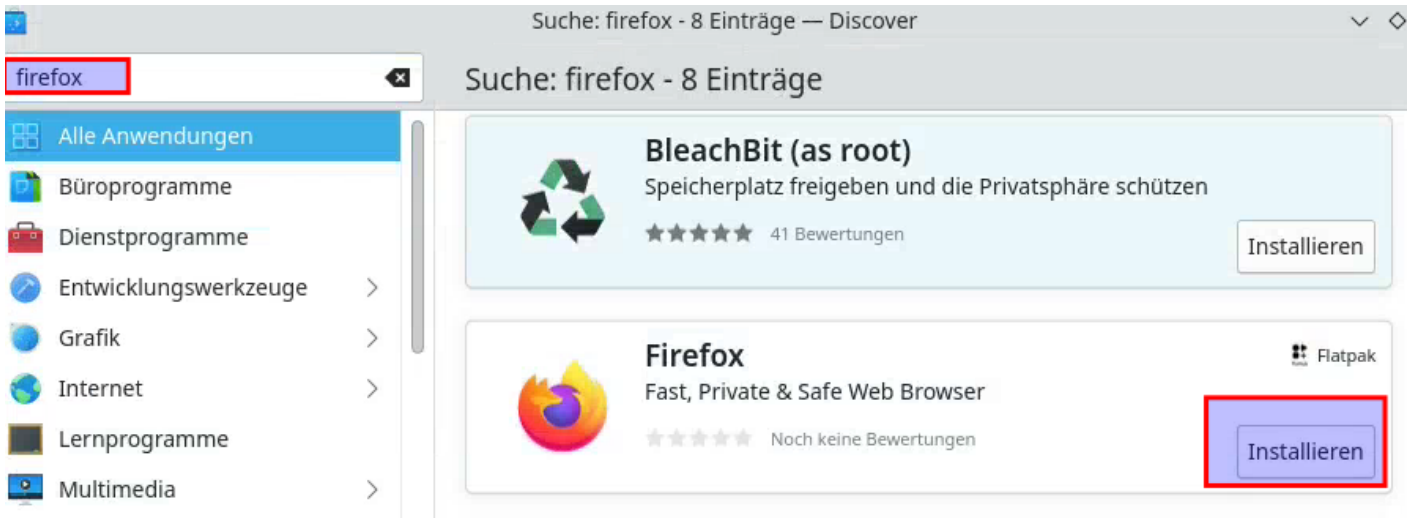 Suche: firefox - 8 Einträge — Discover
firefox
Suche: firefox - 8 Einträge
Alle Anwendungen
Büroprogramme
Dienstprogramme
Entwicklungswerkzeuge
Grafik
Internet
Lernprogramme
Multimedia
BleachBit (as root)
Speicherplatz freigeben und die Privatsphäre schützen
41 Bewertungen
Installieren
Firefox
Flatpak
Fast, Private & Safe Web Browser
Noch keine Bewertungen
Installieren